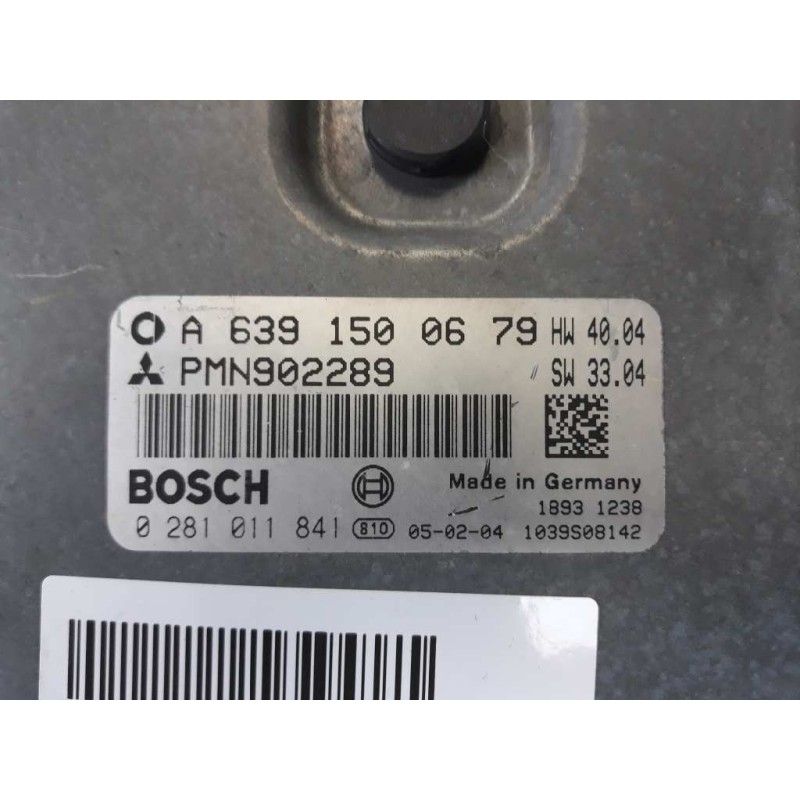 A 639 150 06 79 HW 40.04
PMN902289 SW 33.04
BOSCH Made in Germany
1893 1238
0 281 011 841 810 05-02-04 1039S08142